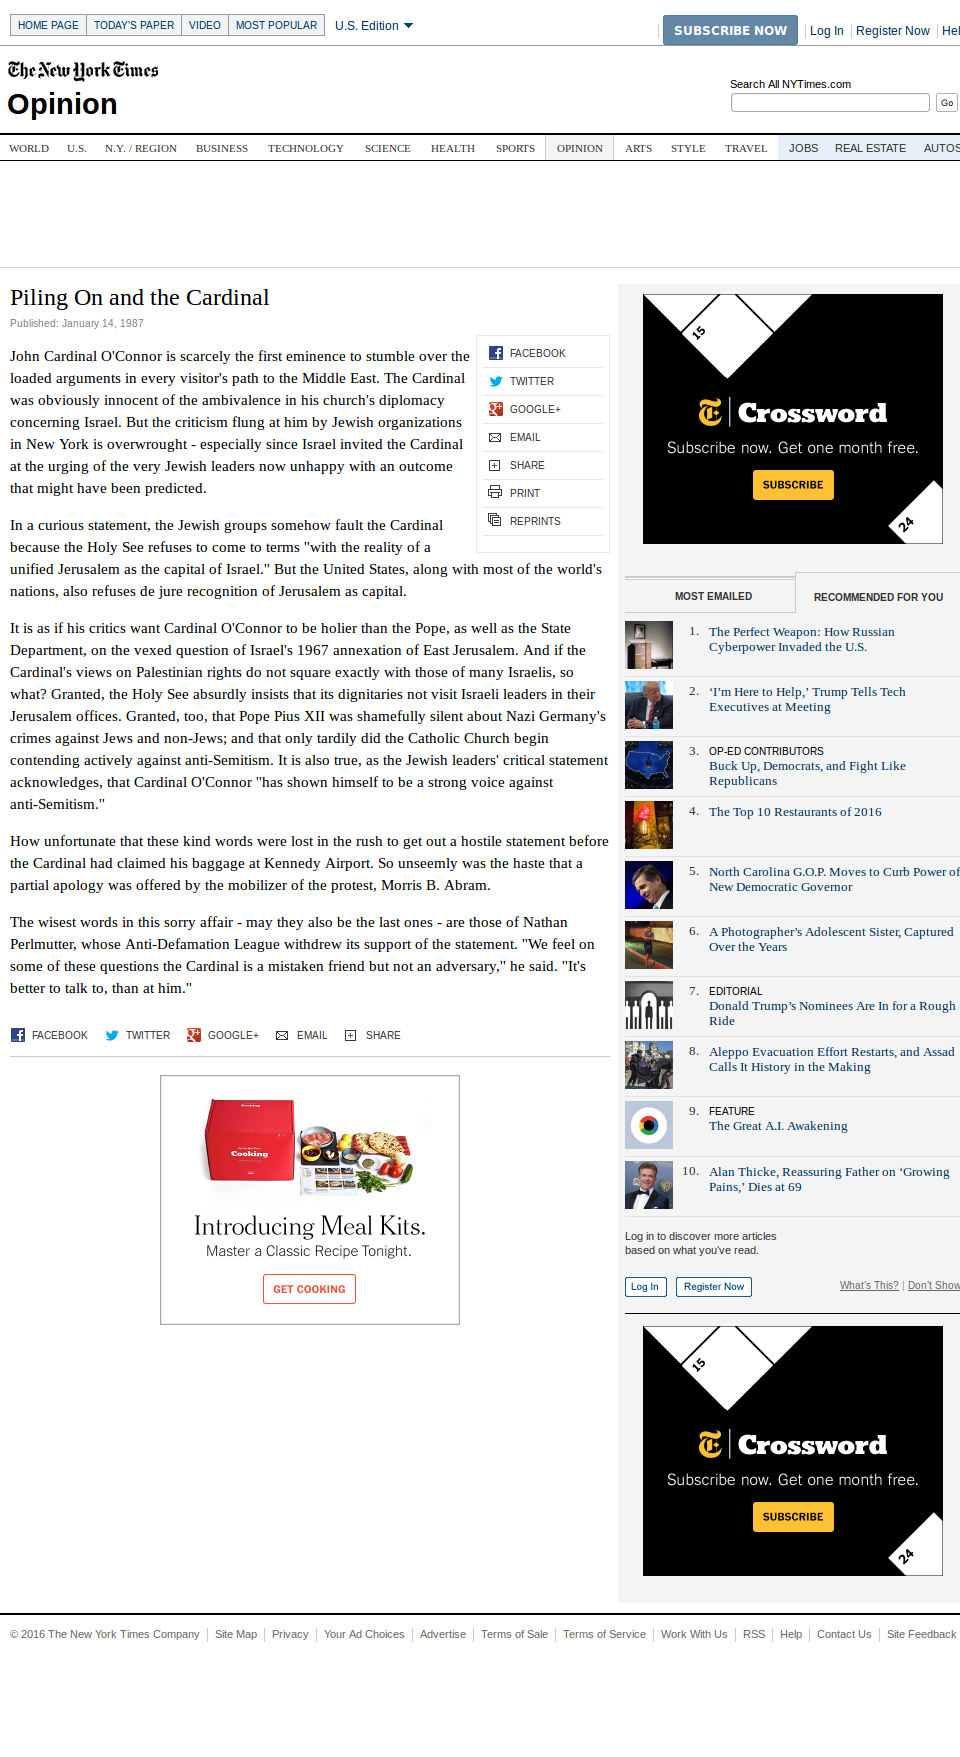 HOME PAGE TODAY'S PAPER VIDEO MOST POPULAR U.S. Edition
SUBSCRIBE NOW Log In Register Now Hel
The New York Times
Opinion
Search All NYTimes.com
Go
WORLD U.S. N.Y. / REGION BUSINESS TECHNOLOGY SCIENCE HEALTH SPORTS OPINION ARTS STYLE TRAVEL JOBS REAL ESTATE AUTOS
Piling On and the Cardinal
Published: January 14, 1987
FACEBOOK
TWITTER
GOOGLE+
EMAIL
SHARE
PRINT
REPRINTS
John Cardinal O'Connor is scarcely the first eminence to stumble over the
loaded arguments in every visitor's path to the Middle East. The Cardinal
was obviously innocent of the ambivalence in his church's diplomacy
concerning Israel. But the criticism flung at him by Jewish organizations
in New York is overwrought - especially since Israel invited the Cardinal
at the urging of the very Jewish leaders now unhappy with an outcome
that might have been predicted.
In a curious statement, the Jewish groups somehow fault the Cardinal
because the Holy See refuses to come to terms "with the reality of a
unified Jerusalem as the capital of Israel." But the United States, along with most of the world's
nations, also refuses de jure recognition of Jerusalem as capital.
It is as if his critics want Cardinal O'Connor to be holier than the Pope, as well as the State
Department, on the vexed question of Israel's 1967 annexation of East Jerusalem. And if the
Cardinal's views on Palestinian rights do not square exactly with those of many Israelis, so
what? Granted, the Holy See absurdly insists that its dignitaries not visit Israeli leaders in their
Jerusalem offices. Granted, too, that Pope Pius XII was shamefully silent about Nazi Germany's
crimes against Jews and non-Jews; and that only tardily did the Catholic Church begin
contending actively against anti-Semitism. It is also true, as the Jewish leaders' critical statement
acknowledges, that Cardinal O'Connor "has shown himself to be a strong voice against
anti-Semitism."
How unfortunate that these kind words were lost in the rush to get out a hostile statement before
the Cardinal had claimed his baggage at Kennedy Airport. So unseemly was the haste that a
partial apology was offered by the mobilizer of the protest, Morris B. Abram.
The wisest words in this sorry affair - may they also be the last ones - are those of Nathan
Perlmutter, whose Anti-Defamation League withdrew its support of the statement. "We feel on
some of these questions the Cardinal is a mistaken friend but not an adversary," he said. "It's
better to talk to, than at him."
FACEBOOK TWITTER GOOGLE+ EMAIL SHARE
Cooking
Introducing Meal Kits.
Master a Classic Recipe Tonight.
GET COOKING
15
Crossword
Subscribe now. Get one month free.
SUBSCRIBE
24
MOST EMAILED RECOMMENDED FOR YOU
1. The Perfect Weapon: How Russian
Cyberpower Invaded the U.S.
2. ‘I’m Here to Help,’ Trump Tells Tech
Executives at Meeting
3. OP-ED CONTRIBUTORS
Buck Up, Democrats, and Fight Like
Republicans
4. The Top 10 Restaurants of 2016
5. North Carolina G.O.P. Moves to Curb Power of
New Democratic Governor
6. A Photographer’s Adolescent Sister, Captured
Over the Years
7. EDITORIAL
Donald Trump’s Nominees Are In for a Rough
Ride
8. Aleppo Evacuation Effort Restarts, and Assad
Calls It History in the Making
9. FEATURE
The Great A.I. Awakening
10. Alan Thicke, Reassuring Father on ‘Growing
Pains,’ Dies at 69
Log in to discover more articles
based on what you've read.
Log In Register Now What's This? | Don't Show
15
Crossword
Subscribe now. Get one month free.
SUBSCRIBE
24
© 2016 The New York Times Company Site Map Privacy Your Ad Choices Advertise Terms of Sale Terms of Service Work With Us RSS Help Contact Us Site Feedback